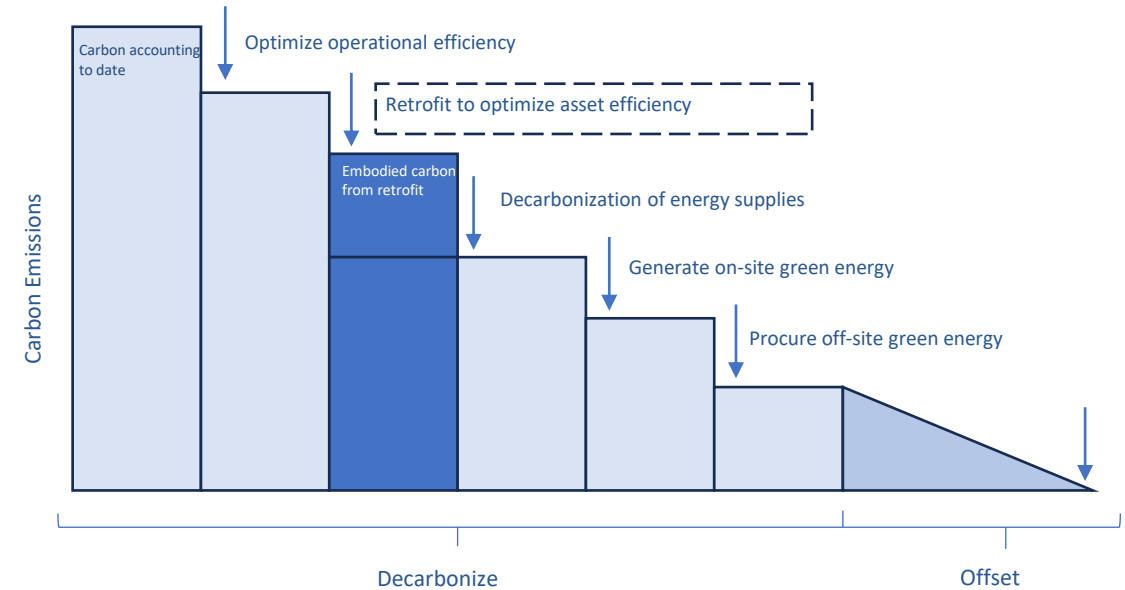 Carbon accounting
to date
Optimize operational efficiency
Retrofit to optimize asset efficiency
Embodied carbon
from retrofit
Decarbonization of energy supplies
Generate on-site green energy
Procure off-site green energy
Carbon Emissions
Decarbonize
Offset